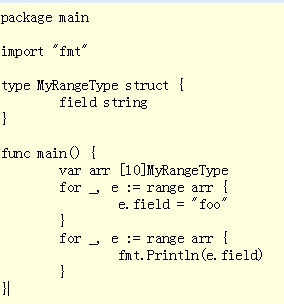 package main

import "fmt"

type MyRangeType struct {
        field string
}

func main() {
        var arr [10]MyRangeType
        for _, e := range arr {
                e.field = "foo"
        }
        for _, e := range arr {
                fmt.Println(e.field)
        }
}